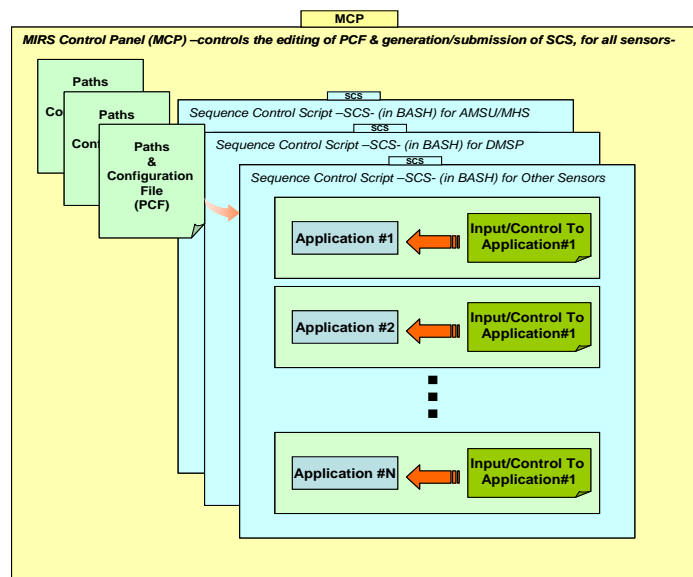 MCP
MIRS Control Panel (MCP) –controls the editing of PCF & generation/submission of SCS, for all sensors-
Paths
Co
Paths
Conf
Paths
&
Configuration
File
(PCF)
SCS
Sequence Control Script –SCS- (in BASH) for AMSU/MHS
SCS
Sequence Control Script –SCS- (in BASH) for DMSP
SCS
Sequence Control Script –SCS- (in BASH) for Other Sensors
Application #1
Input/Control To
Application#1
Application #2
Input/Control To
Application#1
Application #N
Input/Control To
Application#1